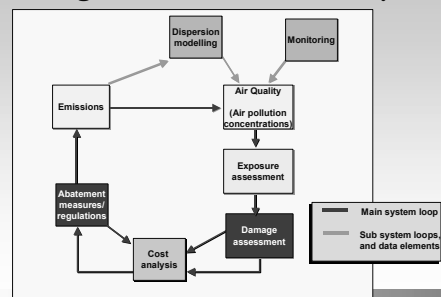 Dispersion
modelling
Monitoring
Emissions
Air Quality
(Air pollution
concentrations)
Exposure
assessment
Abatement
measures/
regulations
Damage
assessment
Cost
analysis
Main system loop
Sub system loops,
and data elements